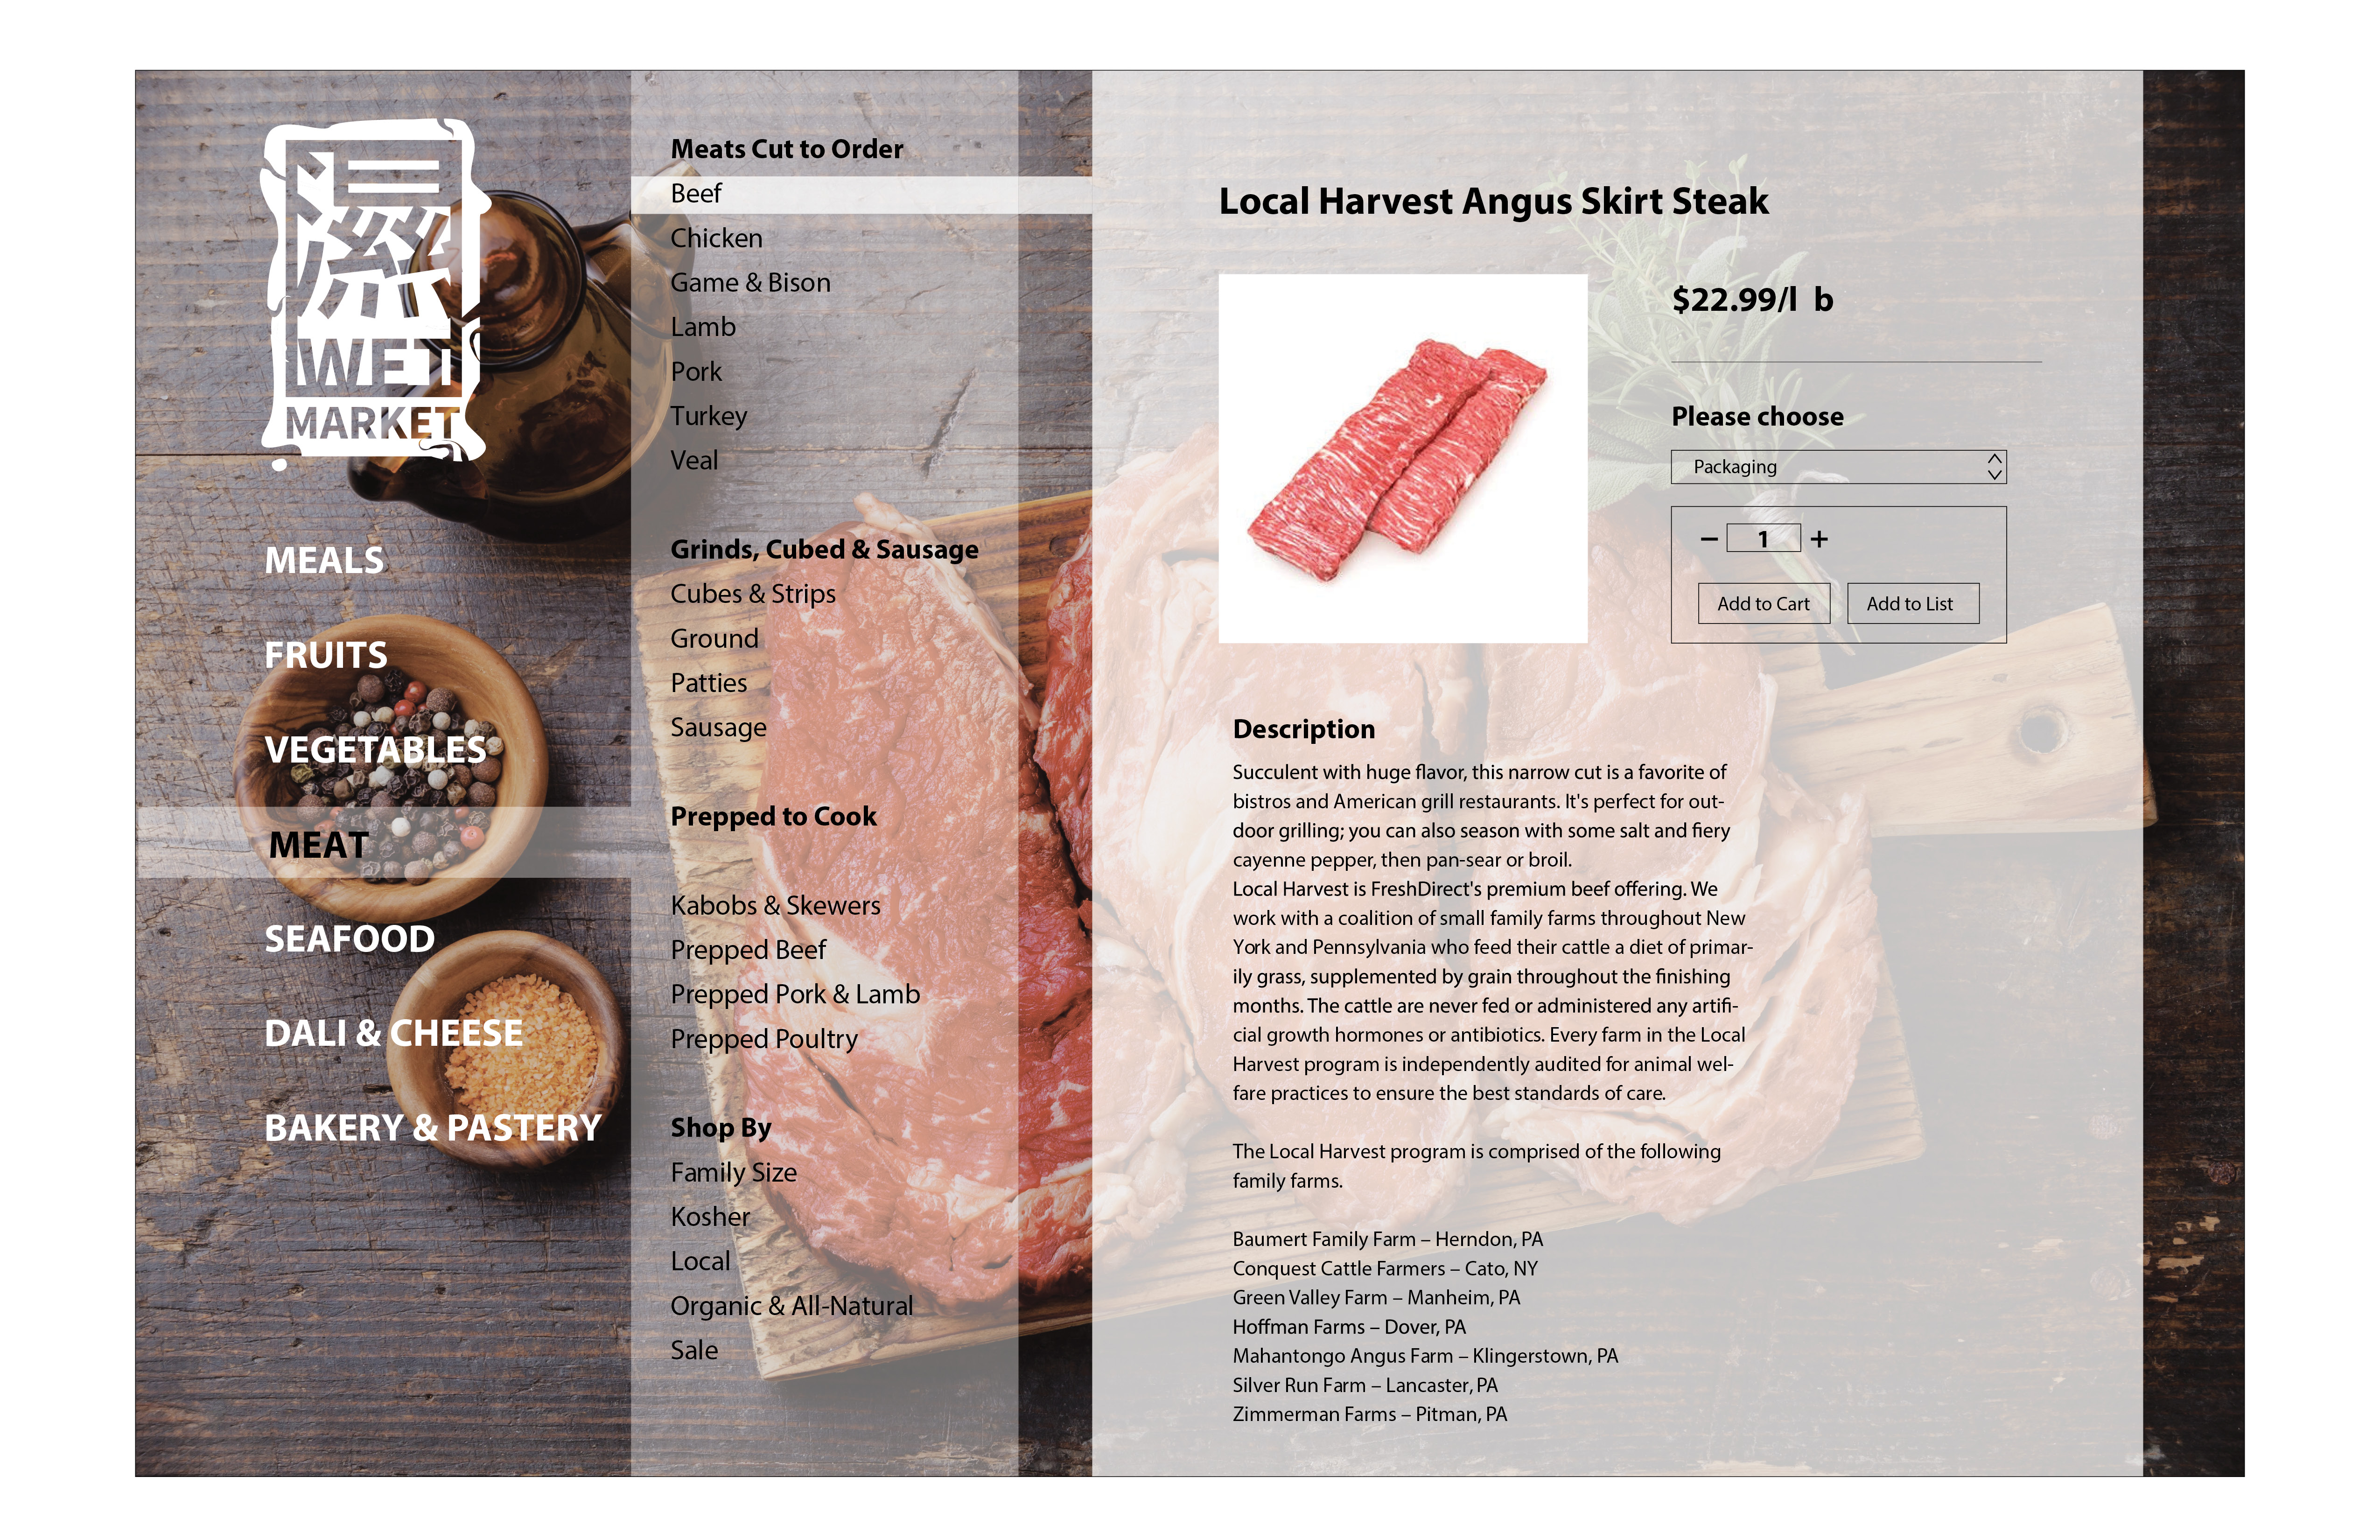 WET
MARKET
MEALS
FRUITS
VEGETABLES
MEAT
SEAFOOD
DALI & CHEESE
BAKERY & PASTERY
Meats Cut to Order
Beef
Chicken
Game & Bison
Lamb
Pork
Turkey
Veal
Grinds, Cubed & Sausage
Cubes & Strips
Ground
Patties
Sausage
Prepped to Cook
Kabobs & Skewers
Prepped Beef
Prepped Pork & Lamb
Prepped Poultry
Shop By
Family Size
Kosher
Local
Organic & All-Natural
Sale
Local Harvest Angus Skirt Steak
$22.99/l b
Please choose
Packaging
− 1 +
Add to Cart Add to List
Description
Succulent with huge flavor, this narrow cut is a favorite of
bistros and American grill restaurants. It's perfect for out-
door grilling; you can also season with some salt and fiery
cayenne pepper, then pan-sear or broil.
Local Harvest is FreshDirect's premium beef offering. We
work with a coalition of small family farms throughout New
York and Pennsylvania who feed their cattle a diet of primar-
ily grass, supplemented by grain throughout the finishing
months. The cattle are never fed or administered any artifi-
cial growth hormones or antibiotics. Every farm in the Local
Harvest program is independently audited for animal wel-
fare practices to ensure the best standards of care.
The Local Harvest program is comprised of the following
family farms.
Baumert Family Farm – Herndon, PA
Conquest Cattle Farmers – Cato, NY
Green Valley Farm – Manheim, PA
Hoffman Farms – Dover, PA
Mahantongo Angus Farm – Klingerstown, PA
Silver Run Farm – Lancaster, PA
Zimmerman Farms – Pitman, PA